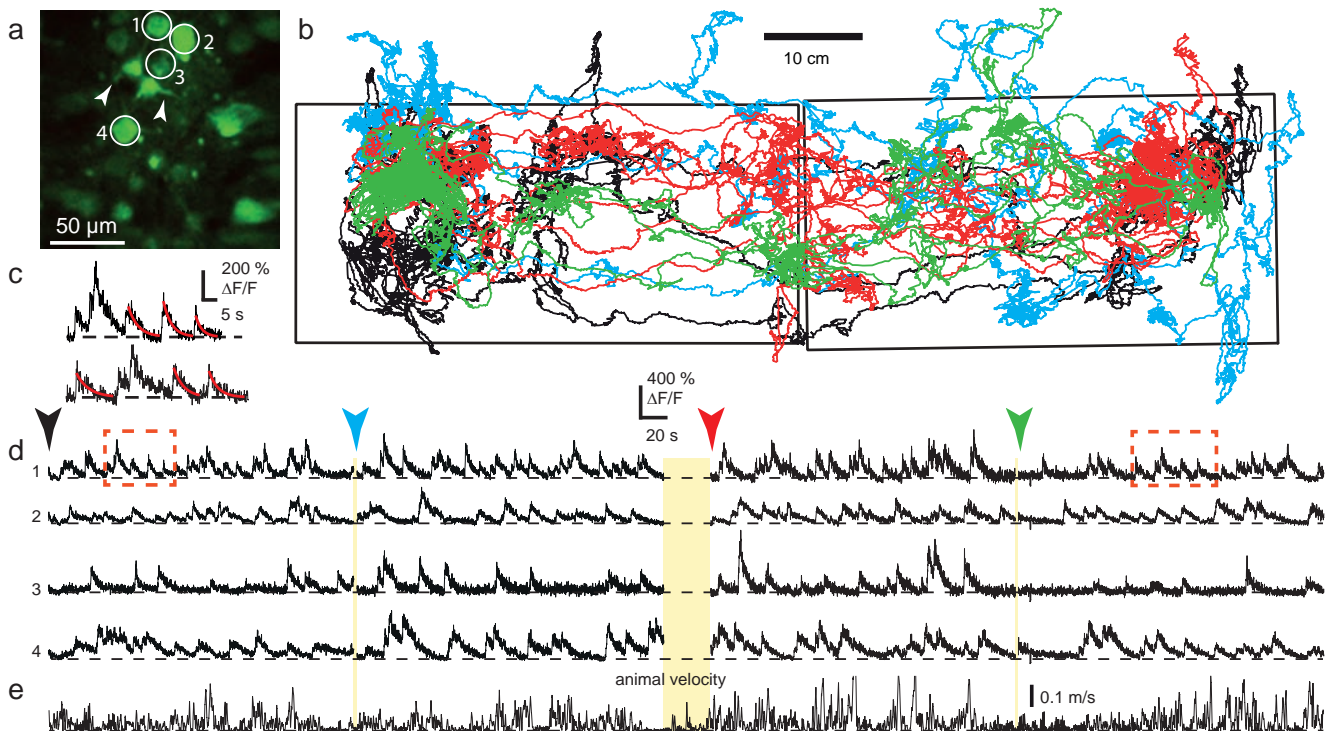 a
1
2
3
4
50 µm
b
10 cm
c
200 %
ΔF/F
5 s
400 %
ΔF/F
20 s
d
1
2
3
4
animal velocity
e
0.1 m/s